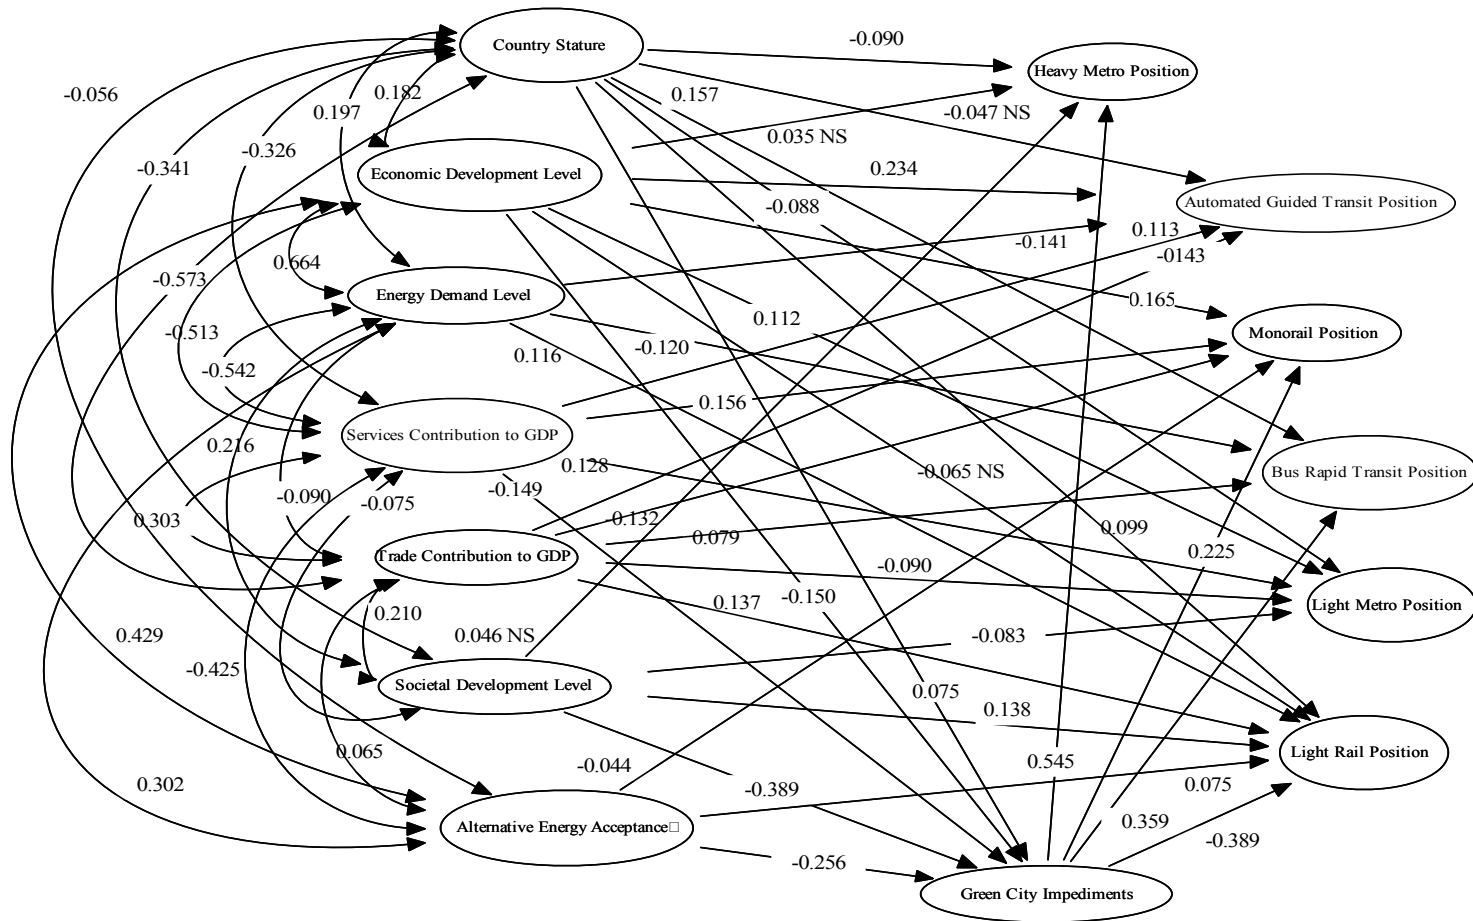 -0.090
Country Stature
Heavy Metro Position
-0.056
0.182
0.157
0.197
-0.047 NS
0.035 NS
-0.326
-0.341
Economic Development Level
0.234
-0.088
Automated Guided Transit Position
0.113
-0.141
-0143
0.664
-0.573
Energy Demand Level
0.165
0.112
-0.513
Monorail Position
0.116
-0.120
-0.542
0.156
Services Contribution to GDP
0.216
0.128
-0.065 NS
Bus Rapid Transit Position
-0.149
-0.090
-0.075
0.303
-0.132
0.079
0.099
0.225
Trade Contribution to GDP
-0.090
-0.150
0.137
0.210
Light Metro Position
0.429
0.046 NS
-0.083
-0.425
Societal Development Level
0.075
0.138
0.065
Light Rail Position
-0.044
0.545
0.302
-0.389
0.075
0.359
Alternative Energy Acceptance□
-0.389
-0.256
Green City Impediments